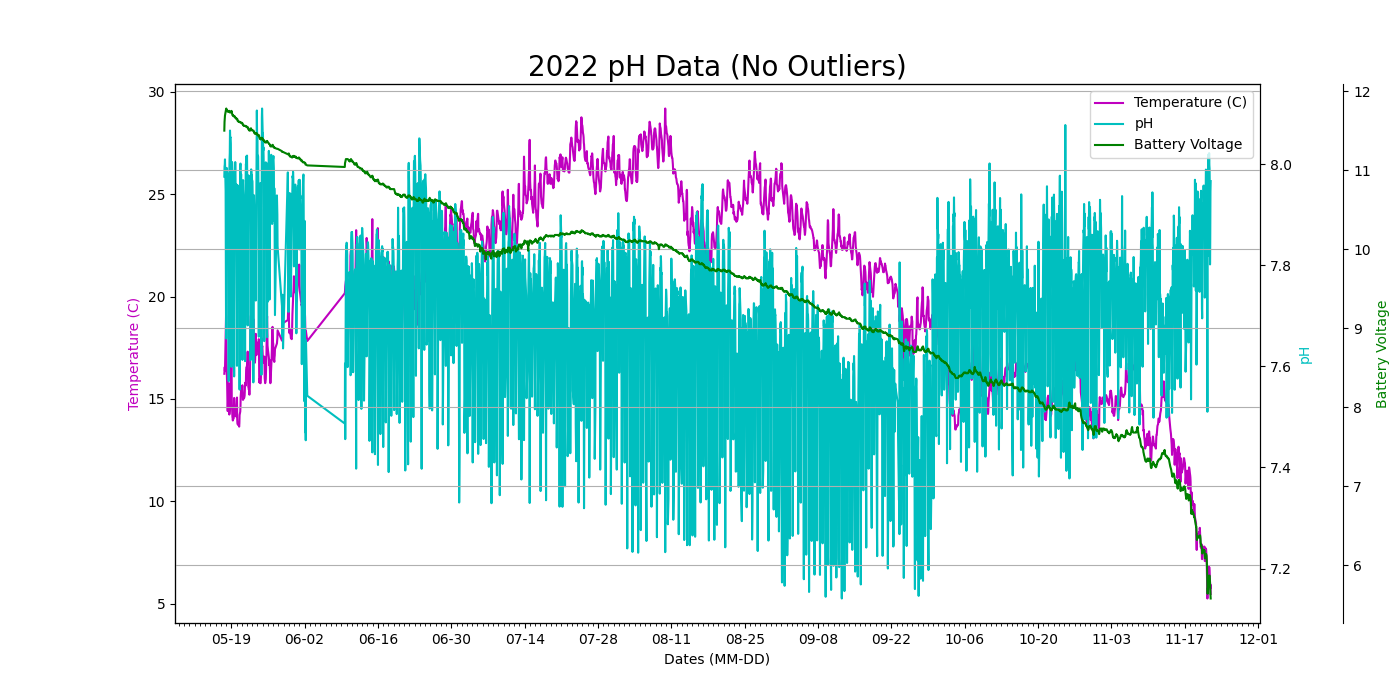 2022 pH Data (No Outliers)
Temperature (C)
pH
Battery Voltage
30
25
20
15
10
5
Temperature (C)
8.0
7.8
7.6
7.4
7.2
pH
12
11
10
9
8
7
6
Battery Voltage
05-19 06-02 06-16 06-30 07-14 07-28 08-11 08-25 09-08 09-22 10-06 10-20 11-03 11-17 12-01
Dates (MM-DD)